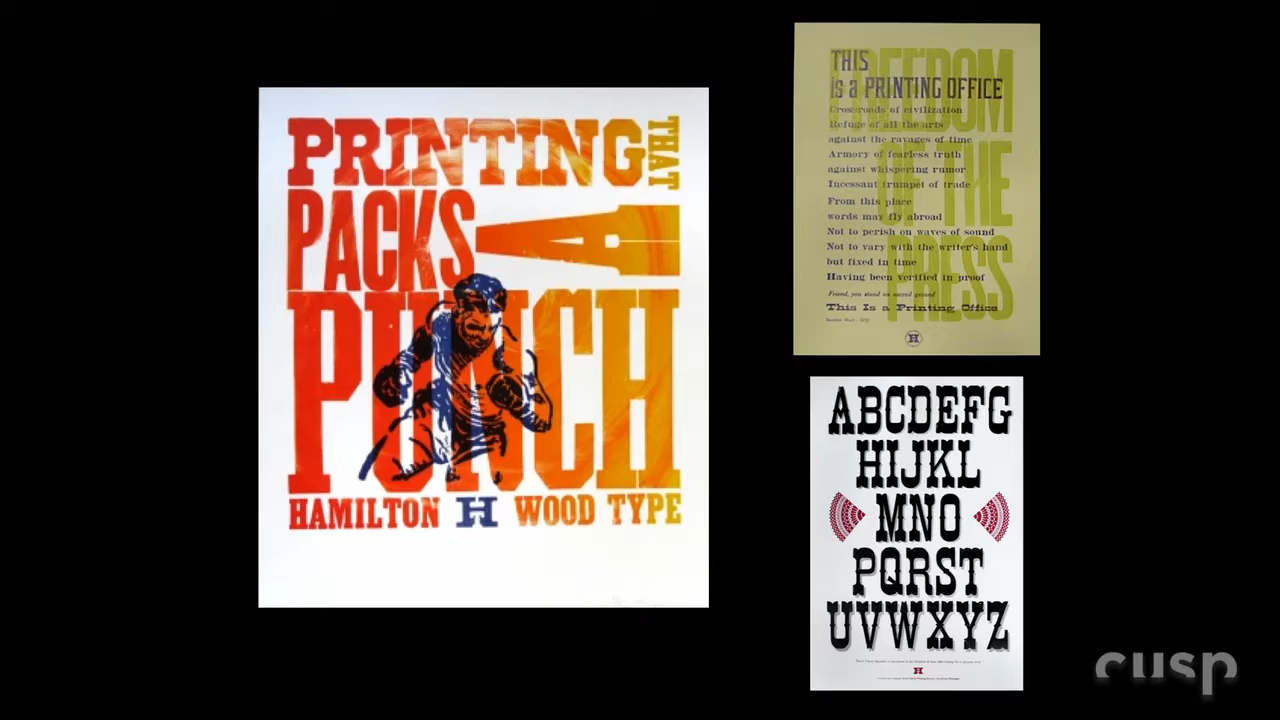 PRINTING THAT
PACKS A
PUNCH
HAMILTON H WOOD TYPE
FREEDOM
OF THE
PRESS
THIS
is a PRINTING OFFICE
Crossroads of civilization
Refuge of all the arts
against the ravages of time
Armory of fearless truth
against whispering rumor
Incessant trumpet of trade
From this place
words may fly abroad
Not to perish on waves of sound
Not to vary with the writer's hand
but fixed in time
Having been verified in proof
Friend, you stand on sacred ground
This Is a Printing Office
H
ABCDEFG
HIJKL
MNO
PQRST
UVWXYZ
H
cusp